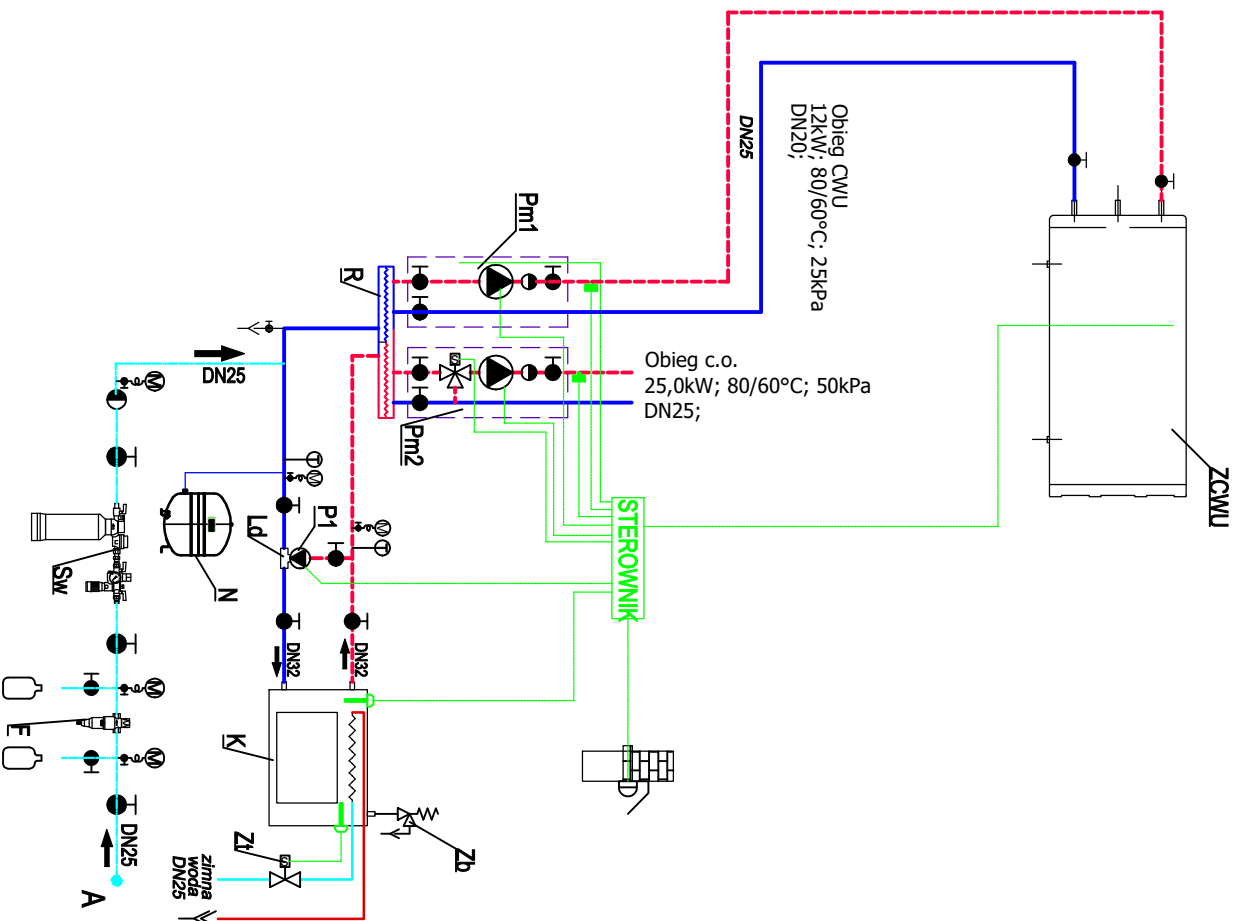 Obieg CWU
12kW; 80/60°C; 25kPa
DN20;
DN25
ZCWU
Pm1
R
Obieg c.o.
25,0kW; 80/60°C; 50kPa
DN25;
S
Pm2
DN25
M
T
M
M
T
STEROWNIK
P1
Ld
N
Sw
DN32
DN32
M
M
F
K
Zb
Zt
S
DN25
zimna
woda
DN25
A